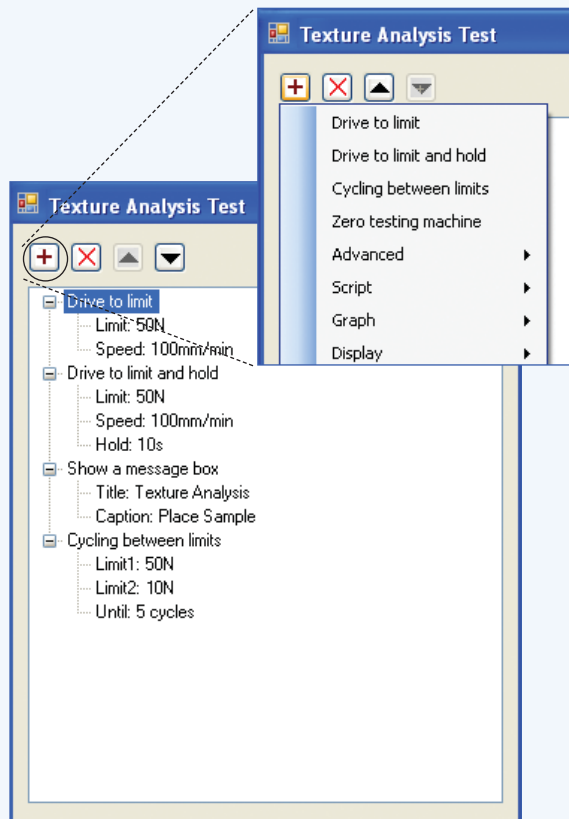 Texture Analysis Test
Drive to limit
Drive to limit and hold
Cycling between limits
Zero testing machine
Advanced
Script
Graph
Display
Texture Analysis Test
Drive to limit
Limit: 50N
Speed: 100mm/min
Drive to limit and hold
Limit: 50N
Speed: 100mm/min
Hold: 10s
Show a message box
Title: Texture Analysis
Caption: Place Sample
Cycling between limits
Limit1: 50N
Limit2: 10N
Until: 5 cycles